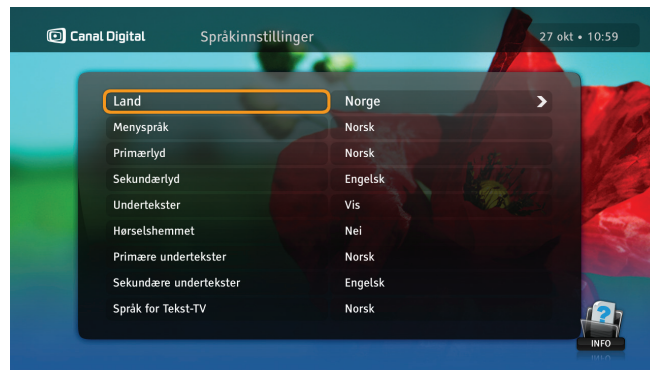 Canal Digital Språkinnstillinger 27 okt • 10:59
Land Norge
Menyspråk Norsk
Primærlyd Norsk
Sekundærlyd Engelsk
Undertekster Vis
Hørselshemmet Nei
Primære undertekster Norsk
Sekundære undertekster Engelsk
Språk for Tekst-TV Norsk
?
INFO